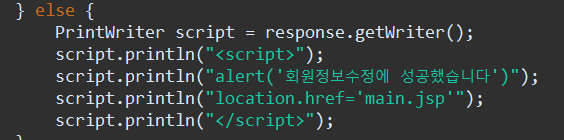 } else {
PrintWriter script = response.getWriter();
script.println("<script>");
script.println("alert('회원정보수정에 성공했습니다')");
script.println("location.href='main.jsp'");
script.println("</script>");